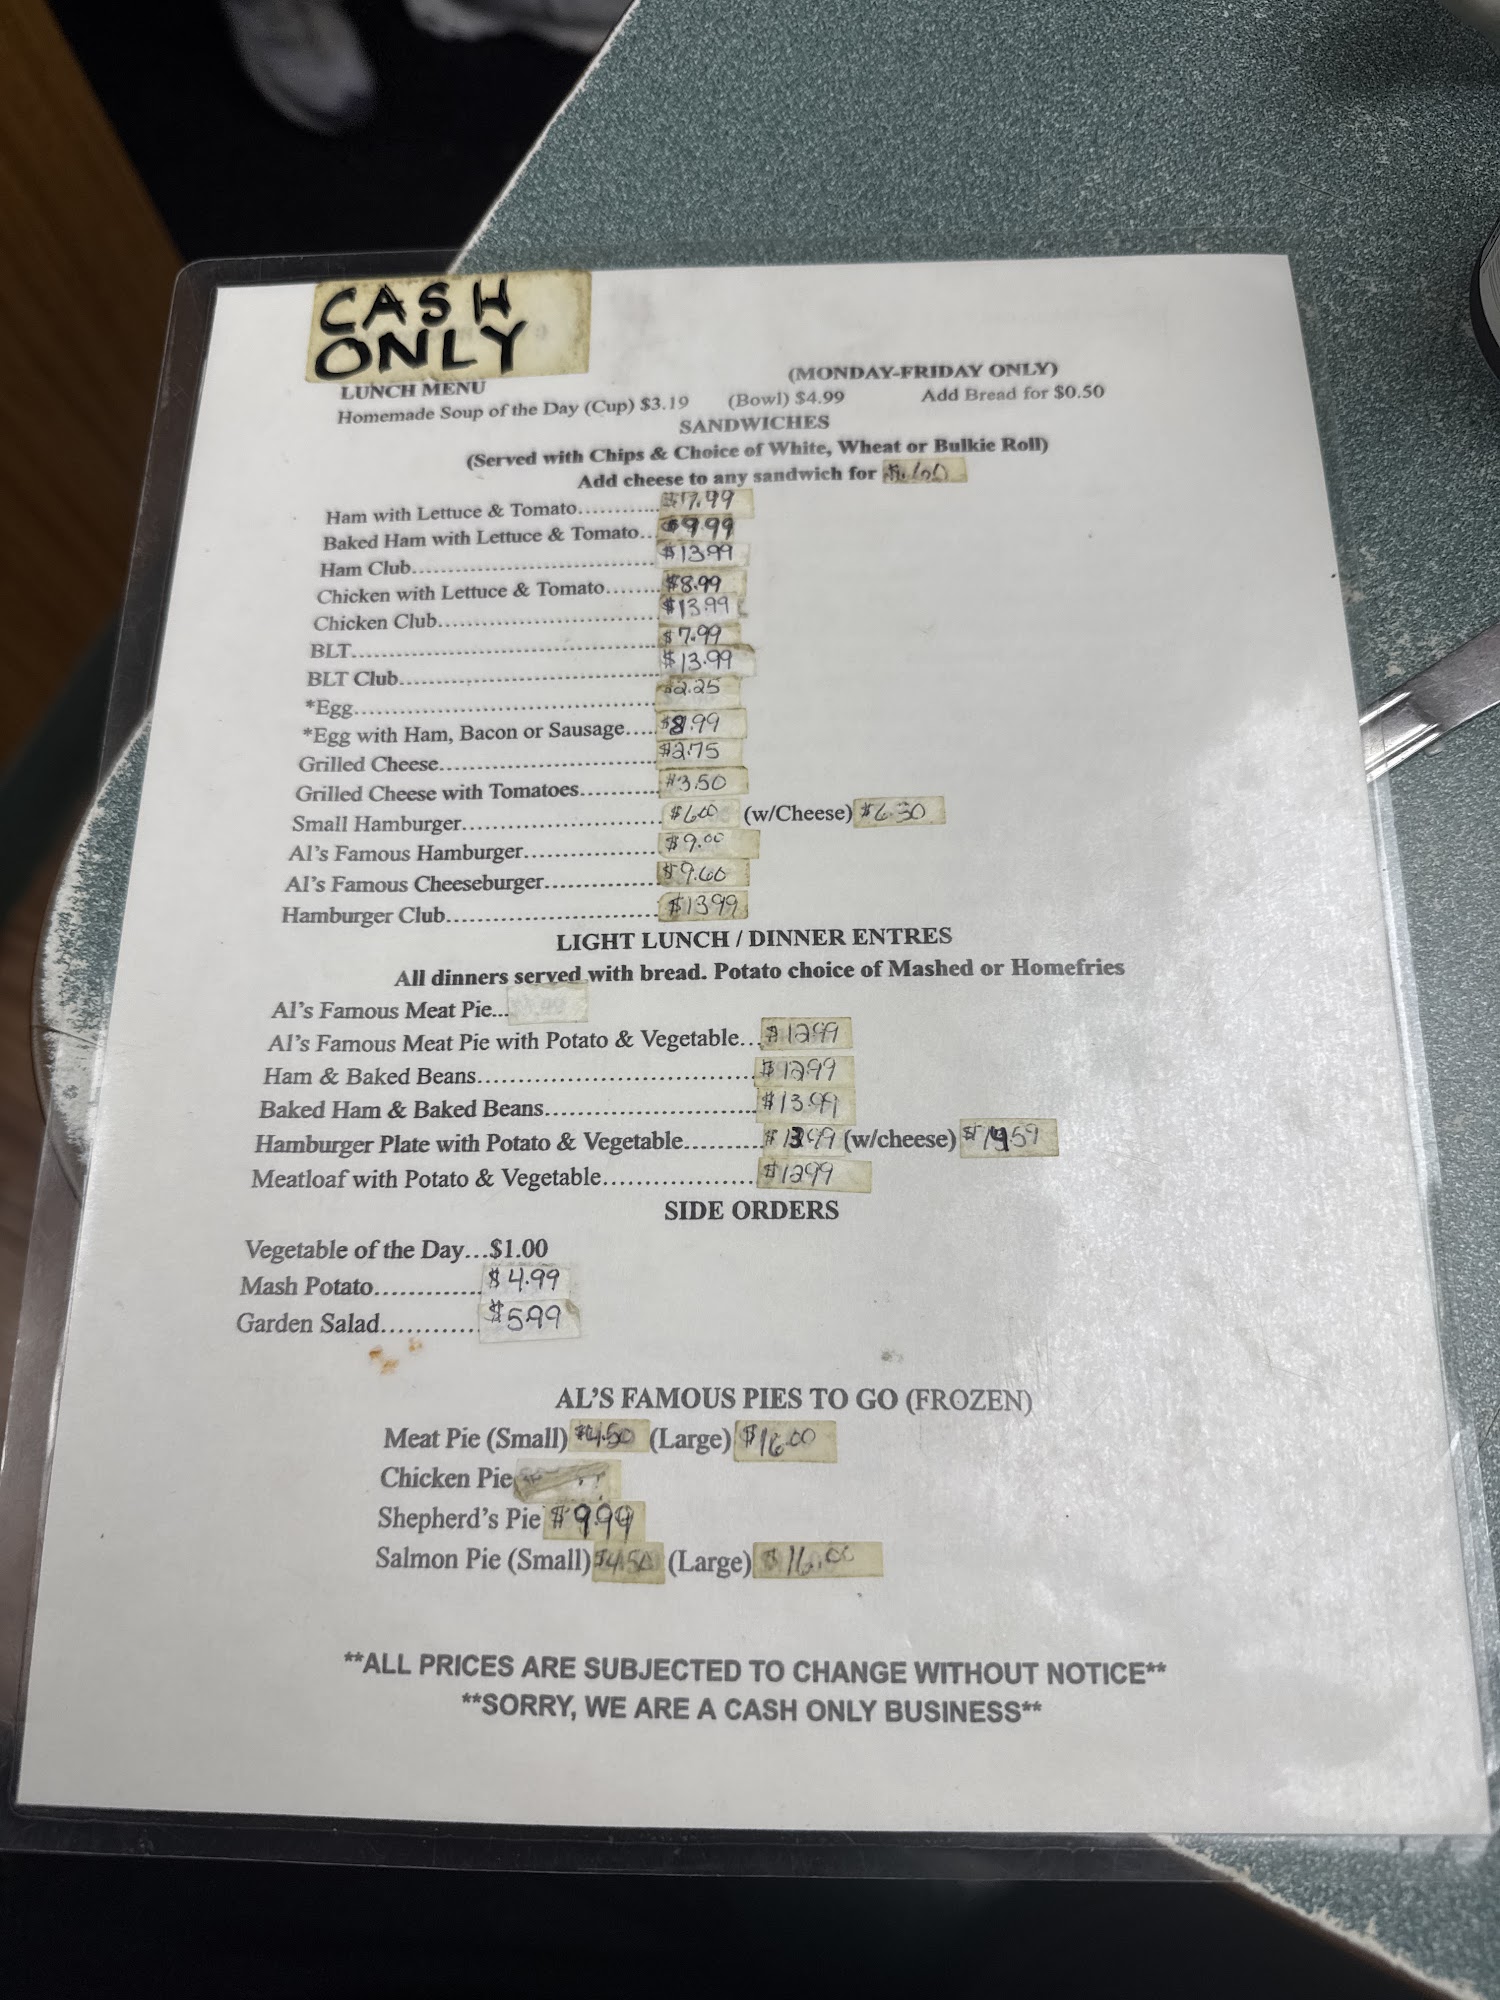 CASH
ONLY
LUNCH MENU (MONDAY-FRIDAY ONLY)
Homemade Soup of the Day (Cup) $3.19 (Bowl) $4.99 Add Bread for $0.50
SANDWICHES
(Served with Chips & Choice of White, Wheat or Bulkie Roll)
Add cheese to any sandwich for
Ham with Lettuce & Tomato........... $7.99
Baked Ham with Lettuce & Tomato... $9.99
Ham Club................................. $13.99
Chicken with Lettuce & Tomato........ $8.99
Chicken Club............................. $13.99
BLT........................................ $7.99
BLT Club.................................. $13.99
*Egg........................................ $2.25
*Egg with Ham, Bacon or Sausage..... $8.99
Grilled Cheese............................. $2.75
Grilled Cheese with Tomatoes.......... $3.50
Small Hamburger......................... $6.00 (w/Cheese) $6.30
Al's Famous Hamburger................. $9.00
Al's Famous Cheeseburger.............. $9.60
Hamburger Club.......................... $13.99
LIGHT LUNCH / DINNER ENTRES
All dinners served with bread. Potato choice of Mashed or Homefries
Al's Famous Meat Pie...
Al's Famous Meat Pie with Potato & Vegetable... $12.99
Ham & Baked Beans.................................... $12.99
Baked Ham & Baked Beans............................ $13.99
Hamburger Plate with Potato & Vegetable.......... $13.99 (w/cheese) $14.59
Meatloaf with Potato & Vegetable................... $12.99
SIDE ORDERS
Vegetable of the Day...$1.00
Mash Potato............. $4.99
Garden Salad............ $5.99
AL'S FAMOUS PIES TO GO (FROZEN)
Meat Pie (Small) $4.50 (Large) $16.00
Chicken Pie
Shepherd's Pie $9.99
Salmon Pie (Small) $4.50 (Large) $16.00
**ALL PRICES ARE SUBJECTED TO CHANGE WITHOUT NOTICE**
**SORRY, WE ARE A CASH ONLY BUSINESS**